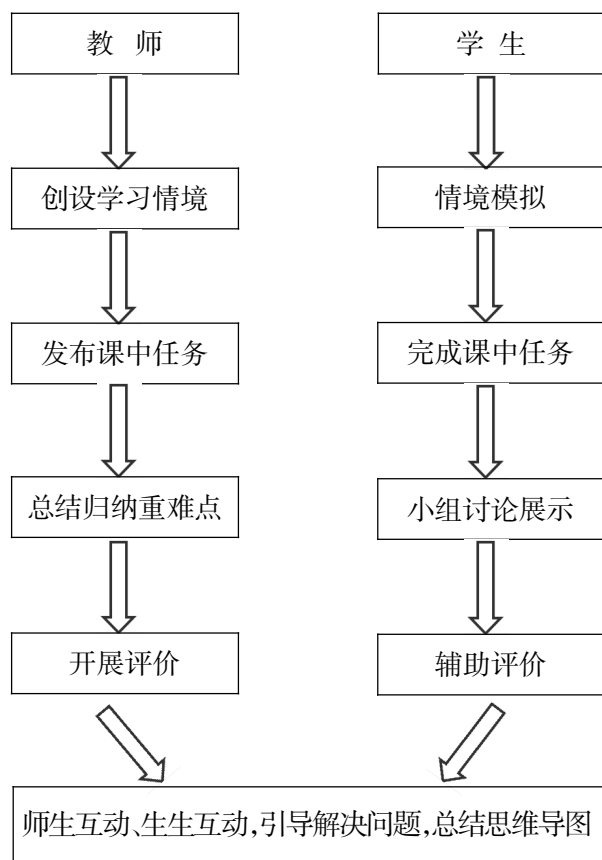 教 师
学 生
创设学习情境
情境模拟
发布课中任务
完成课中任务
总结归纳重难点
小组讨论展示
开展评价
辅助评价
师生互动、生生互动,引导解决问题,总结思维导图